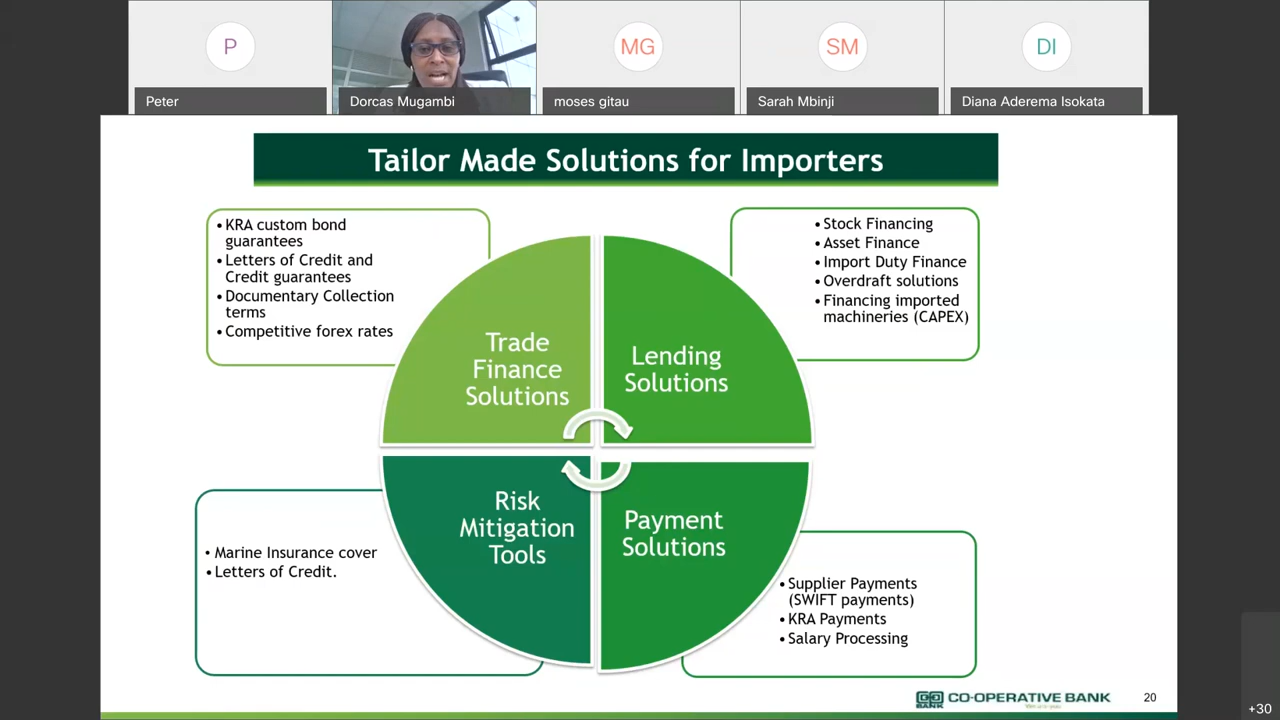 P
MG
SM
DI
Peter
Dorcas Mugambi
moses gitau
Sarah Mbinji
Diana Aderema Isokata
Tailor Made Solutions for Importers
• KRA custom bond
guarantees
• Letters of Credit and
Credit guarantees
• Documentary Collection
terms
• Competitive forex rates
• Stock Financing
• Asset Finance
• Import Duty Finance
• Overdraft solutions
• Financing imported
machineries (CAPEX)
Trade
Finance
Solutions
Lending
Solutions
Risk
Mitigation
Tools
Payment
Solutions
• Marine Insurance cover
• Letters of Credit.
• Supplier Payments
(SWIFT payments)
• KRA Payments
• Salary Processing
BANK
CO-OPERATIVE BANK
20
+30